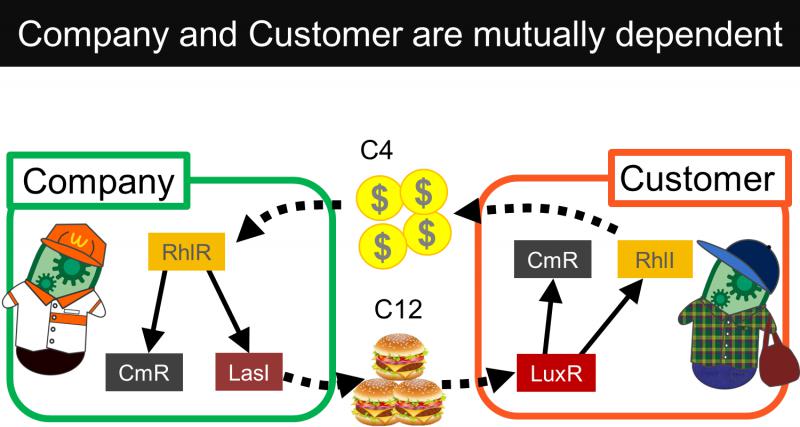 Company and Customer are mutually dependent
C4
Company
Customer
$ $
$ $
RhlR
CmR
RhlI
C12
CmR
LasI
LuxR
W